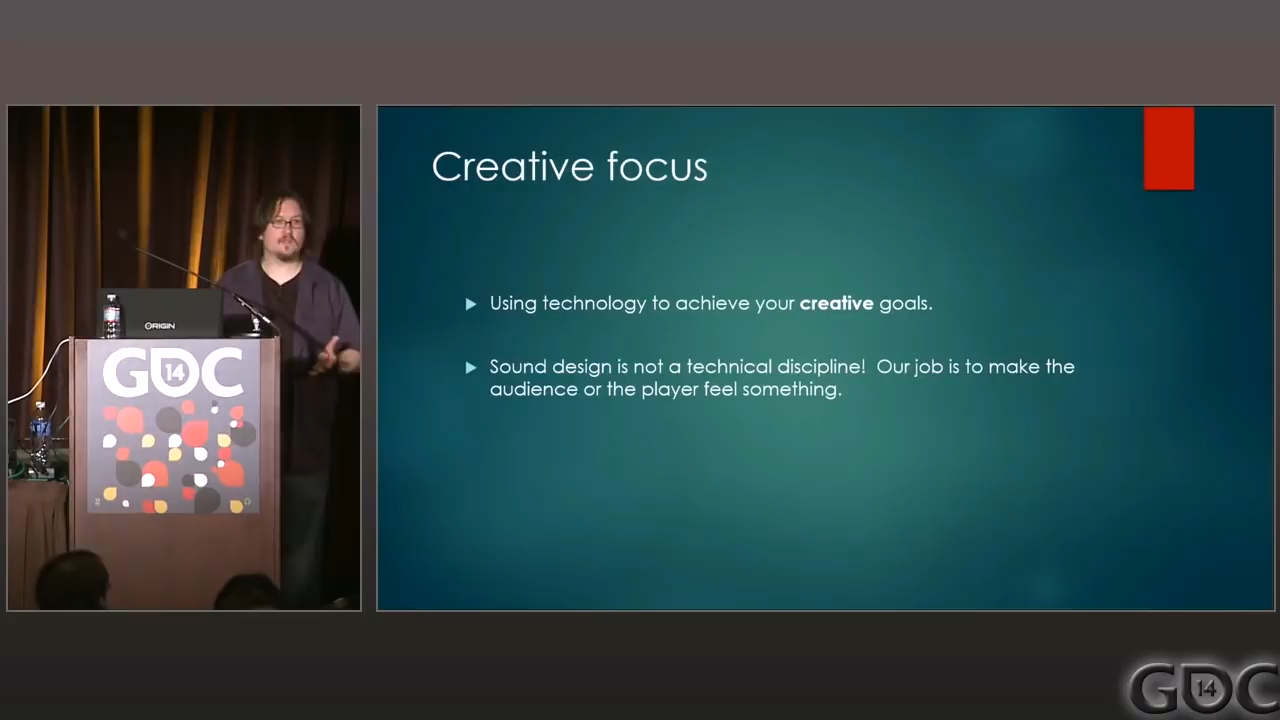 Creative focus
Using technology to achieve your creative goals.
Sound design is not a technical discipline!  Our job is to make the
audience or the player feel something.
ORIGIN
GDC
14
GDC
14